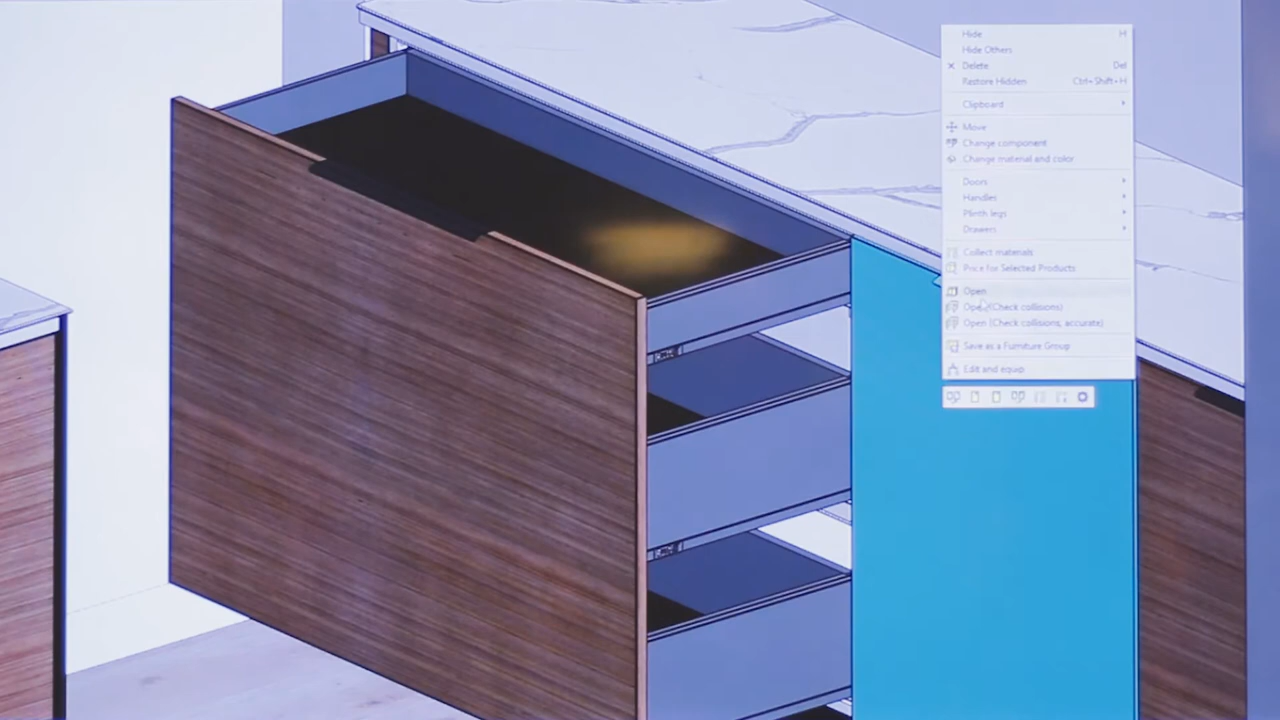 Hide H
Hide Others
Delete Del
Restore Hidden Ctrl+Shift+H
Clipboard
Move
Change component
Change material and color
Doors
Handles
Plinth legs
Drawers
Collect materials
Price for Selected Products
Open
Open (Check collisions)
Open (Check collisions, accurate)
Save as a Furniture Group
Edit and equip